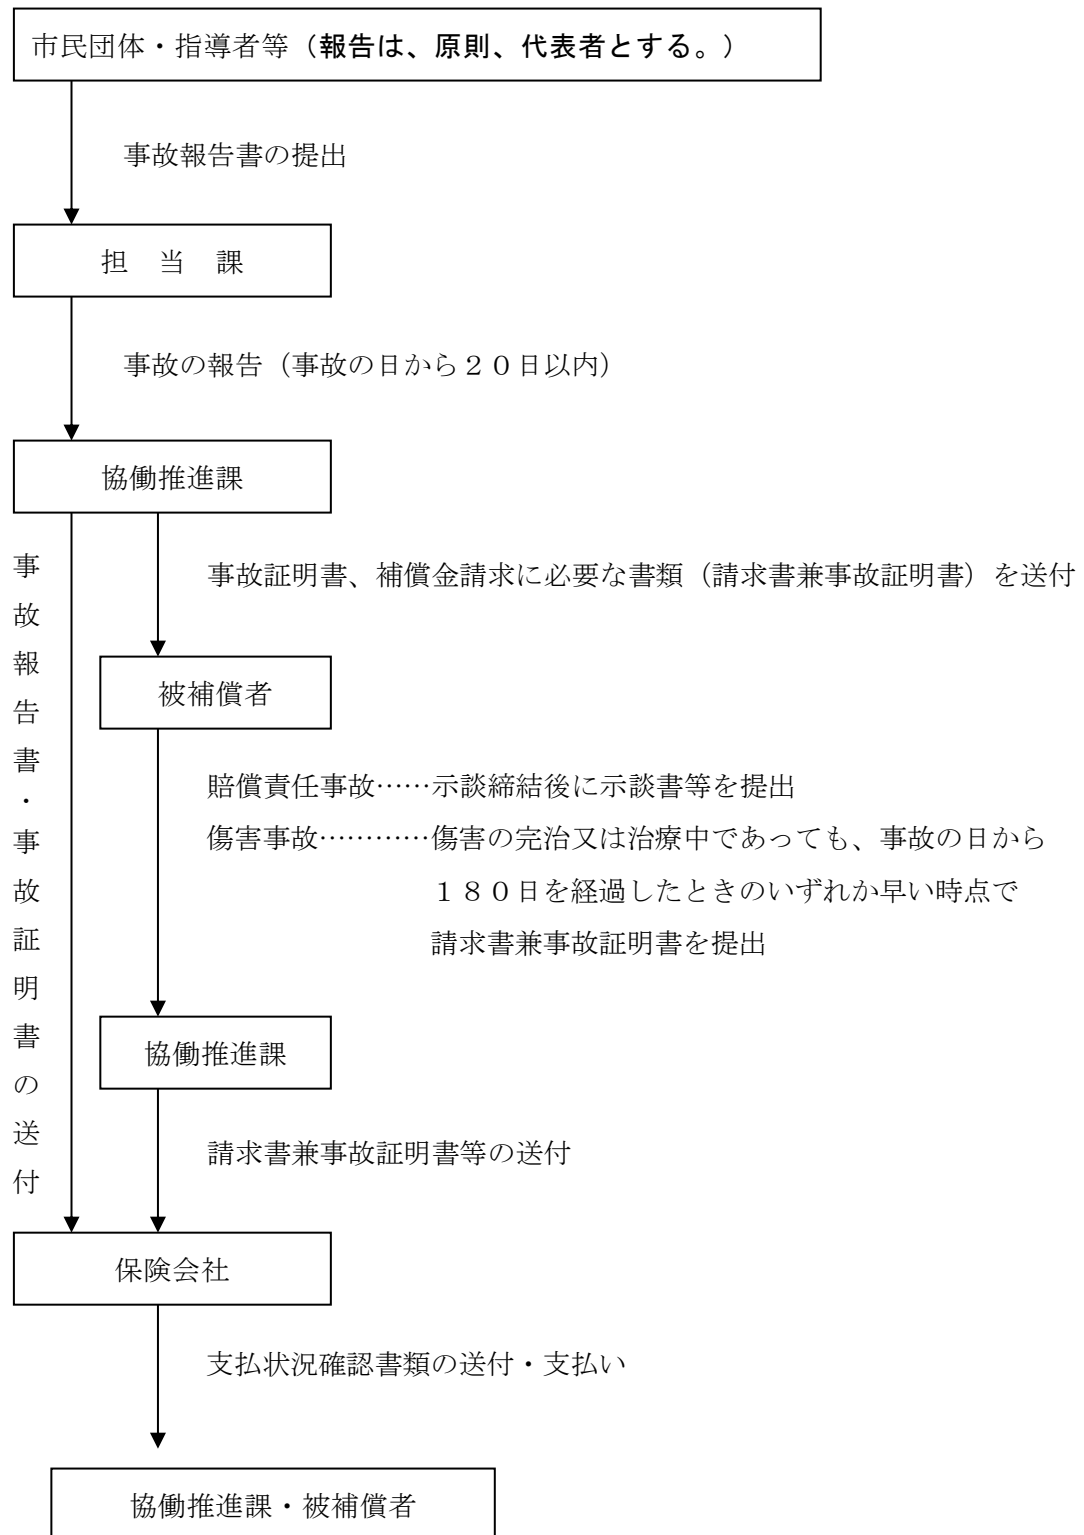 市民団体・指導者等（報告は、原則、代表者とする。）
事故報告書の提出
担　当　課
事故の報告（事故の日から２０日以内）
協働推進課
事故報告書・事故証明書の送付
事故証明書、補償金請求に必要な書類（請求書兼事故証明書）を送付
被補償者
賠償責任事故……示談締結後に示談書等を提出
傷害事故…………傷害の完治又は治療中であっても、事故の日から
１８０日を経過したときのいずれか早い時点で
請求書兼事故証明書を提出
協働推進課
請求書兼事故証明書等の送付
保険会社
支払状況確認書類の送付・支払い
協働推進課・被補償者